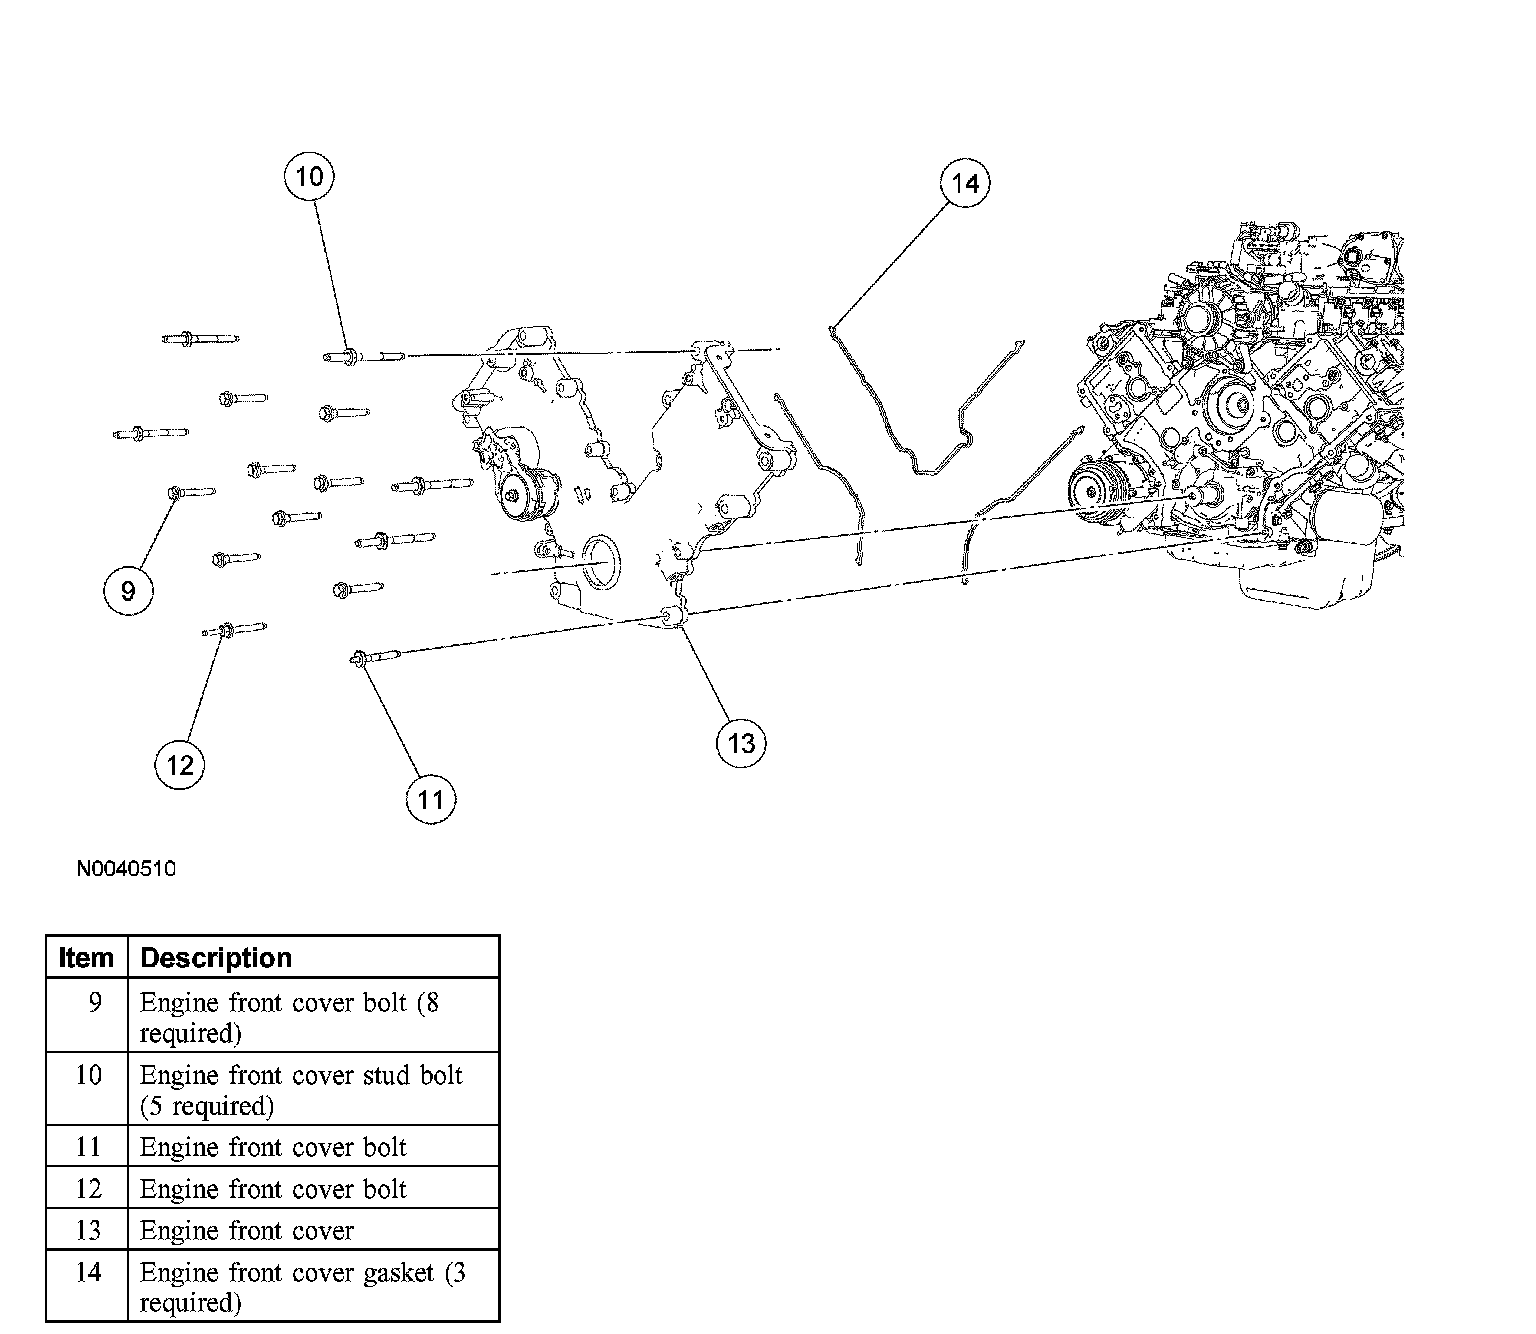 10
14
9
12
11
13
N0040510
Item Description
9 Engine front cover bolt (8
required)
10 Engine front cover stud bolt
(5 required)
11 Engine front cover bolt
12 Engine front cover bolt
13 Engine front cover
14 Engine front cover gasket (3
required)